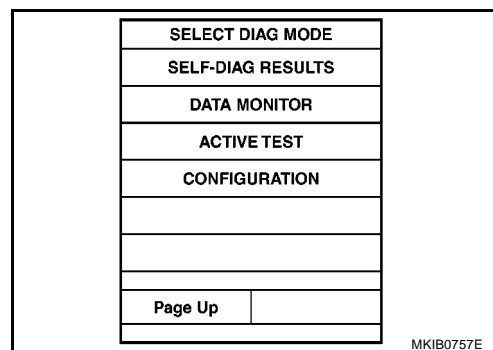 SELECT DIAG MODE
SELF-DIAG RESULTS
DATA MONITOR
ACTIVE TEST
CONFIGURATION
Page Up
MKIB0757E